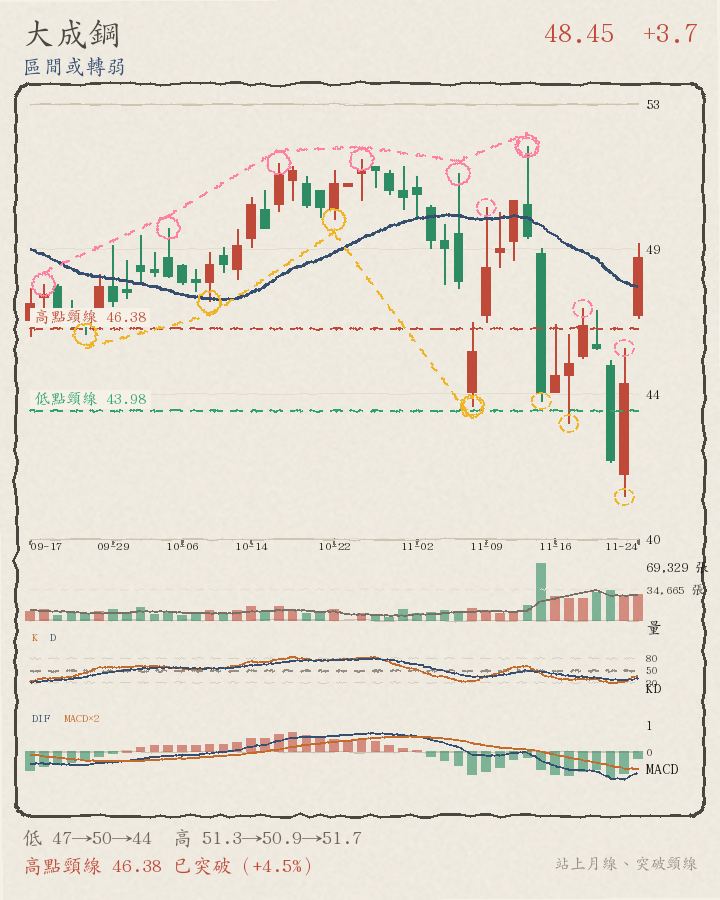 大成鋼
48.45 +3.7
區間或轉弱
53
49
高點頸線 46.38
低點頸線 43.98
44
40
09-17 09-29 10-06 10-14 10-22 11-02 11-09 11-16 11-24
69,329 張
34,665 張
量
K D
80
50
20
KD
DIF MACD×2
1
0
MACD
低 47→50→44 高 51.3→50.9→51.7
高點頸線 46.38 已突破 (+4.5%)
站上月線、突破頸線